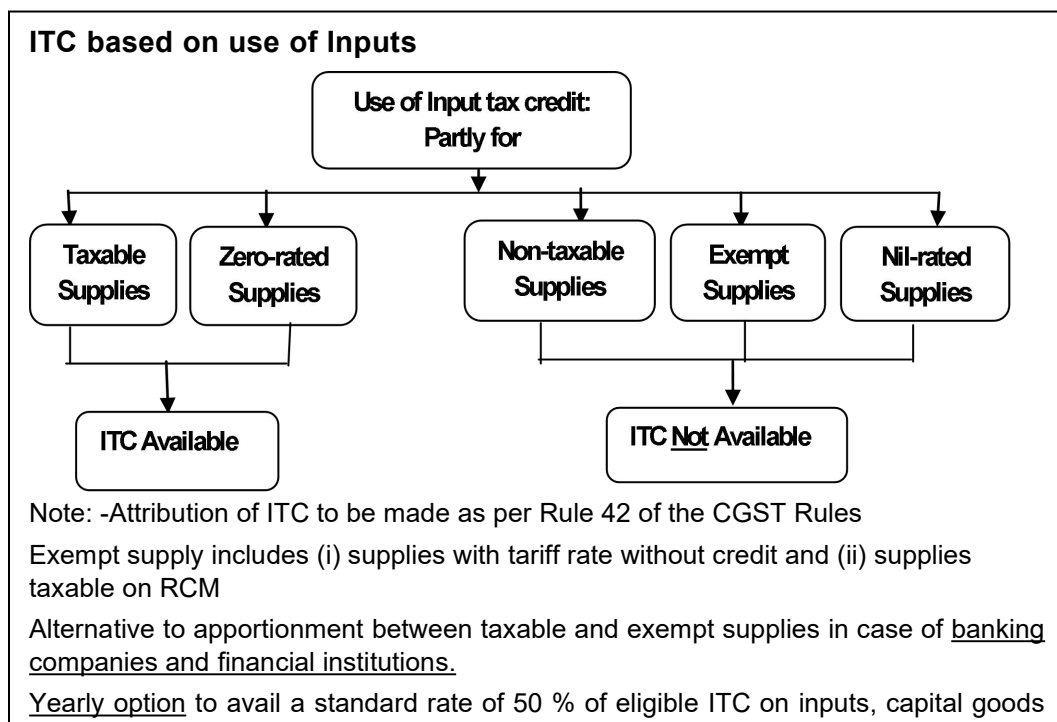 ITC based on use of Inputs
Use of Input tax credit:
Partly for
Taxable
Supplies
Zero-rated
Supplies
Non-taxable
Supplies
Exempt
Supplies
Nil-rated
Supplies
ITC Available
ITC Not Available
Note: -Attribution of ITC to be made as per Rule 42 of the CGST Rules
Exempt supply includes (i) supplies with tariff rate without credit and (ii) supplies
taxable on RCM
Alternative to apportionment between taxable and exempt supplies in case of banking
companies and financial institutions.
Yearly option to avail a standard rate of 50 % of eligible ITC on inputs, capital goods